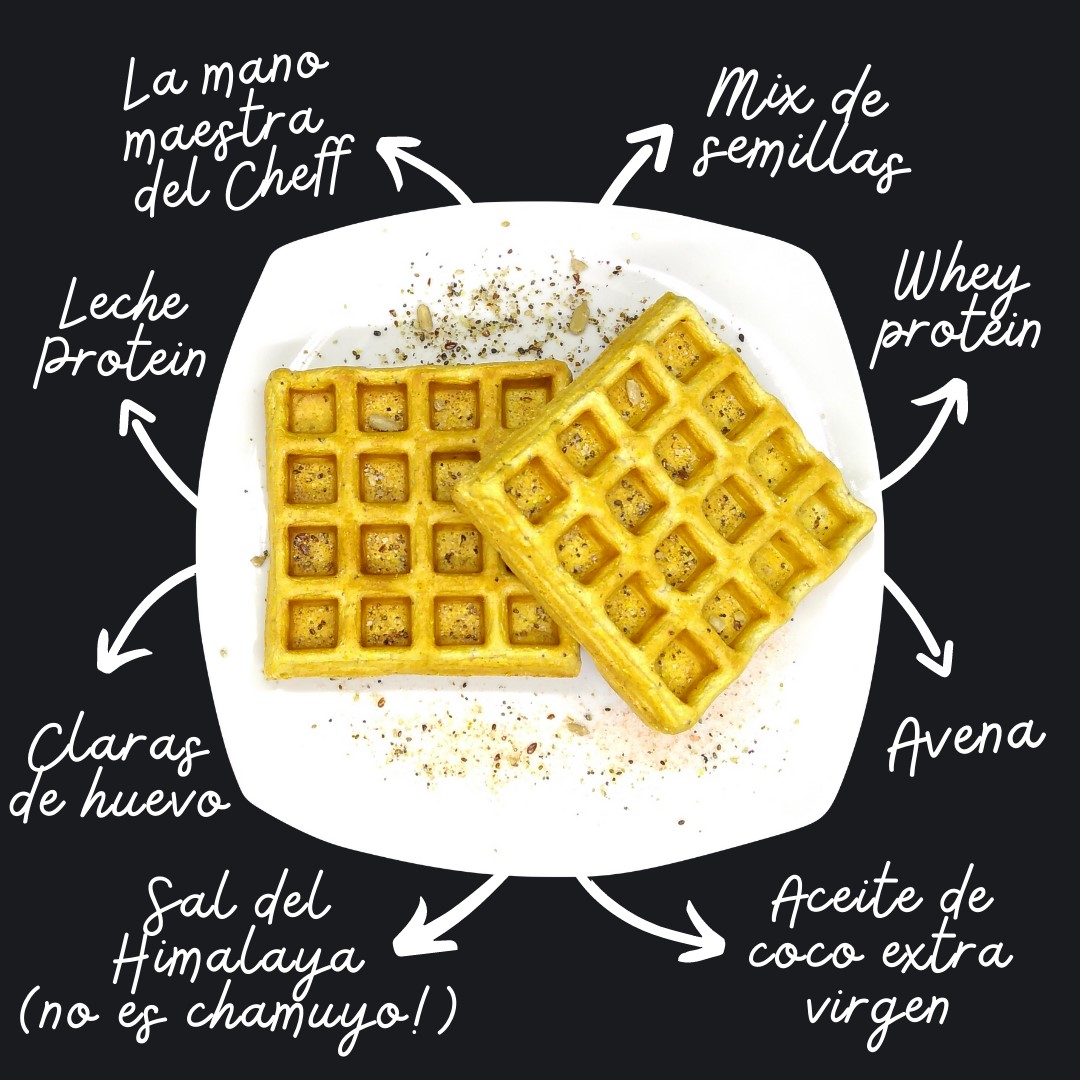 La mano
maestra
del Cheff
Mix de
semillas
Leche
Protein
Whey
protein
Claras
de huevo
Avena
Sal del
Himalaya
(no es chamuyo!)
Aceite de
coco extra
virgen